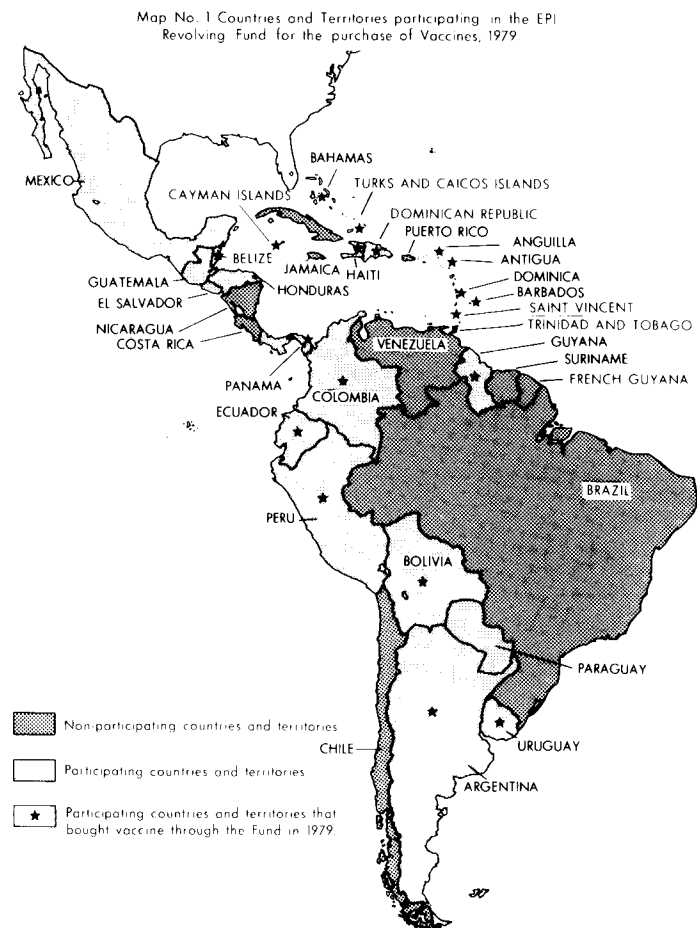 Map No. 1 Countries and Territories participating in the EPI
Revolving Fund for the purchase of Vaccines, 1979
BAHAMAS
MEXICO
TURKS AND CAICOS ISLANDS
CAYMAN ISLANDS
DOMINICAN REPUBLIC
PUERTO RICO
ANGUILLA
BELIZE
ANTIGUA
JAMAICA
HAITI
GUATEMALA
HONDURAS
DOMINICA
BARBADOS
EL SALVADOR
SAINT VINCENT
NICARAGUA
TRINIDAD AND TOBAGO
COSTA RICA
VENEZUELA
GUYANA
SURINAME
PANAMA
FRENCH GUYANA
COLOMBIA
ECUADOR
BRAZIL
PERU
BOLIVIA
PARAGUAY
Non-participating countries and territories
CHILE
URUGUAY
Participating countries and territories
ARGENTINA
Participating countries and territories that
bought vaccine through the Fund in 1979.